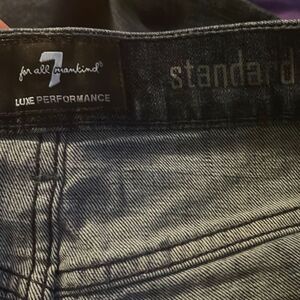 7
for all mankind®
LUXE PERFORMANCE
standard